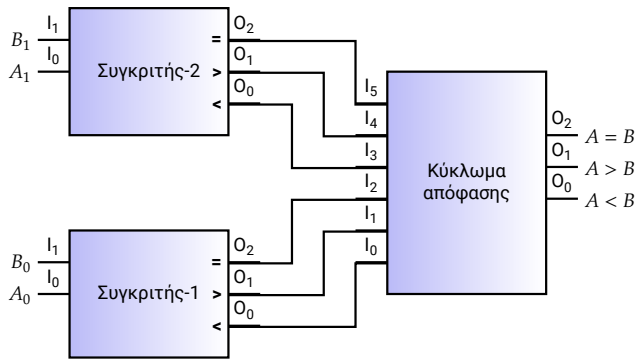 B₁ I₁
A₁ I₀
Συγκριτής-2
= O₂
> O₁
< O₀
B₀ I₁
A₀ I₀
Συγκριτής-1
= O₂
> O₁
< O₀
I₅
I₄
I₃
I₂
I₁
I₀
Κύκλωμα
απόφασης
O₂ A = B
O₁ A > B
O₀ A < B